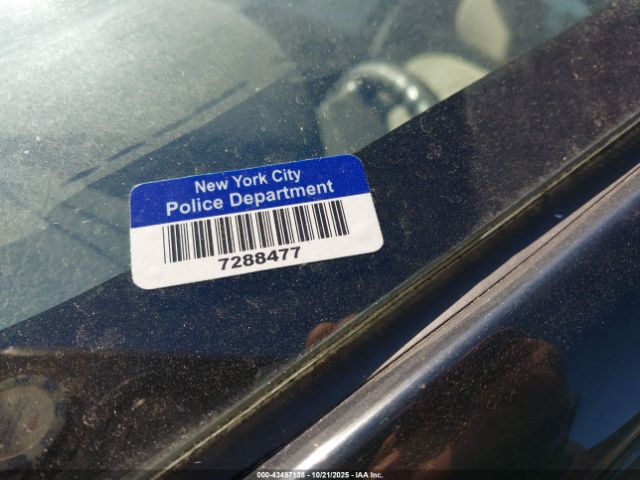 New York City
Police Department
7288477
000-43497138 - 10/21/2025 - IAA Inc.